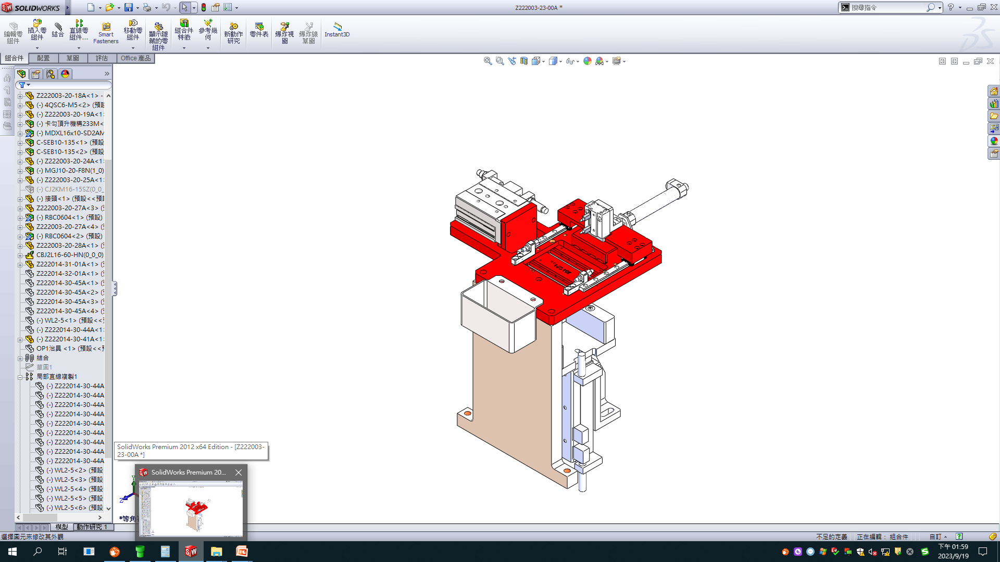 SOLIDWORKS
Z222003-23-00A *
搜尋指令
編輯零組件
插入零組件
結合
直線零組件...
Smart Fasteners
移動零組件
顯示隱藏的零組件
組合件特徵
參考幾何
新動作研究
零件表
爆炸視圖
爆炸線草圖
Instant3D
組合件
配置
草圖
評估
Office 產品
Z222003-20-18A<1> -
(-) 4QSC6-M5<2> (預設
(-) Z222003-20-19A<1>
(-) 卡勾頂升機構233M<
(-) MDXL16x10-SD2AM
C-SEB10-135<1> (預設
C-SEB10-135<2> (預設
(-) Z222003-20-24A<1>
(-) MGJ10-20-F8N(1_0)
(-) Z222003-20-25A<1>
(-) CJ2KM16-15SZ(0_0_
(-) 接頭<1> (預設<<預設
Z222003-20-27A<3> (預
(-) RBC0604<1> (預設)
Z222003-20-27A<4> (預
(-) RBC0604<2> (預設)
Z222003-20-28A<1> (預
CBJ2L16-60-HN(0_0_0)
Z222014-31-01A<1> (預
Z222014-32-01A<1> (預
Z222014-30-45A<1> (預
Z222014-30-45A<2> (預
Z222014-30-45A<3> (預
Z222014-30-45A<4> (預
(-) WL2-5<1> (預設<<預
(-) Z222014-30-44A<1>
(-) Z222014-30-41A<1>
OP1治具 <1> (預設<<預
結合
草圖1
局部直線複製1
(-) Z222014-30-44A
(-) Z222014-30-44A
(-) Z222014-30-44A
(-) Z222014-30-44A
(-) Z222014-30-44A
(-) Z222014-30-44A
(-) Z222014-30-44A
(-) Z222014-30-44A
(-) Z222014-30-44A
(-) WL2-5<2> (預設
(-) WL2-5<3> (預設
(-) WL2-5<4> (預設
(-) WL2-5<5> (預設
(-) WL2-5<6> (預設
SolidWorks Premium 2012 x64 Edition - [Z222003-
23-00A *]
SolidWorks Premium 20...
Y
Z
*等角
模型
動作研究 1
選擇圖元來修改其外觀
不足的定義
正在編輯： 組合件
自訂
下午 01:59
2023/9/19